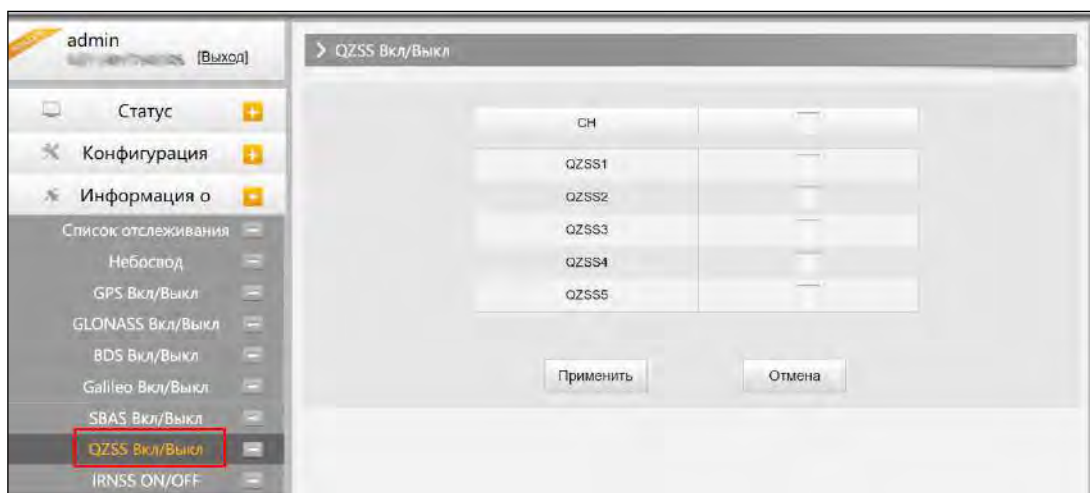 admin
[Выход]
Статус
Конфигурация
Информация о
Список отслеживания
Небосвод
GPS Вкл/Выкл
GLONASS Вкл/Выкл
BDS Вкл/Выкл
Galileo Вкл/Выкл
SBAS Вкл/Выкл
QZSS Вкл/Выкл
IRNSS ON/OFF
QZSS Вкл/Выкл
CH
QZSS1
QZSS2
QZSS3
QZSS4
QZSS5
Применить
Отмена